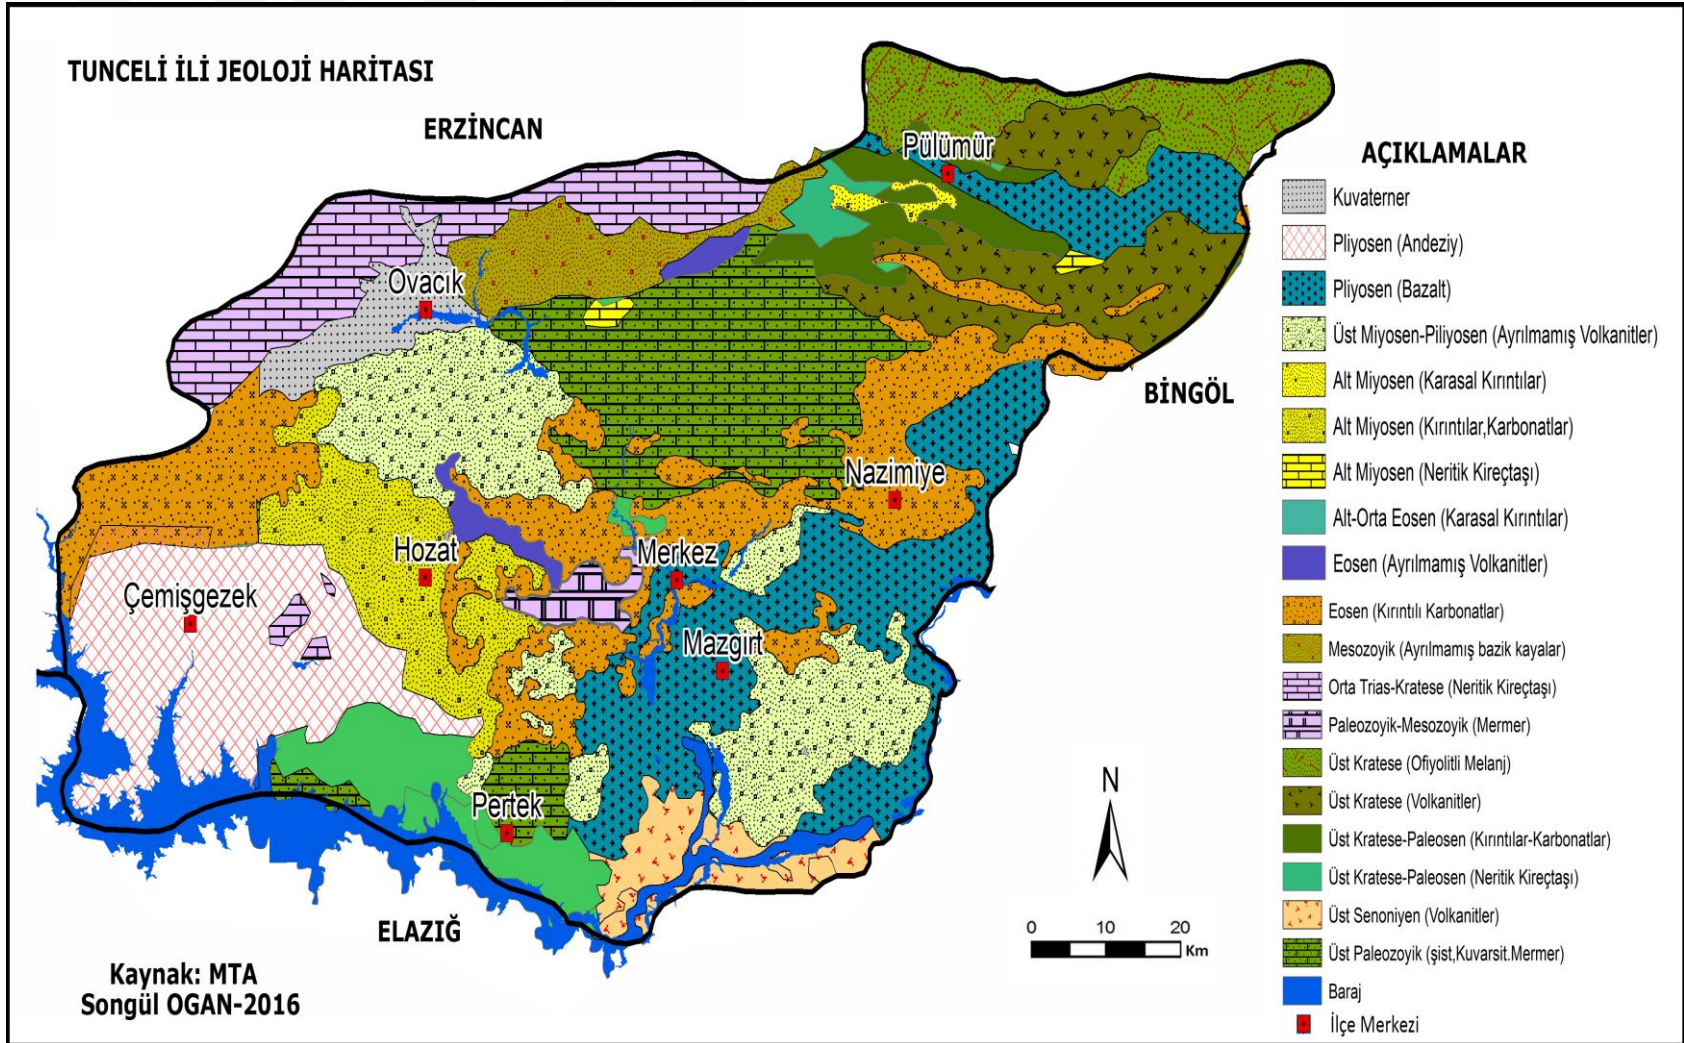 TUNCELİ İLİ JEOLOJİ HARİTASI
ERZİNCAN
Pülümür
Ovacık
BİNGÖL
Nazimiye
Hozat
Merkez
Çemişgezek
Mazgirt
Pertek
ELAZIĞ
N
0 10 20
Km
Kaynak: MTA
Songül OGAN-2016
AÇIKLAMALAR
Kuvaterner
Pliyosen (Andeziy)
Pliyosen (Bazalt)
Üst Miyosen-Piliyosen (Ayrılmamış Volkanitler)
Alt Miyosen (Karasal Kırıntılar)
Alt Miyosen (Kırıntılar,Karbonatlar)
Alt Miyosen (Neritik Kireçtaşı)
Alt-Orta Eosen (Karasal Kırıntılar)
Eosen (Ayrılmamış Volkanitler)
Eosen (Kırıntılı Karbonatlar)
Mesozoyik (Ayrılmamış bazik kayalar)
Orta Trias-Kratese (Neritik Kireçtaşı)
Paleozoyik-Mesozoyik (Mermer)
Üst Kratese (Ofiyolitli Melanj)
Üst Kratese (Volkanitler)
Üst Kratese-Paleosen (Kırıntılar-Karbonatlar)
Üst Kratese-Paleosen (Neritik Kireçtaşı)
Üst Senoniyen (Volkanitler)
Üst Paleozoyik (şist,Kuvarsit.Mermer)
Baraj
İlçe Merkezi